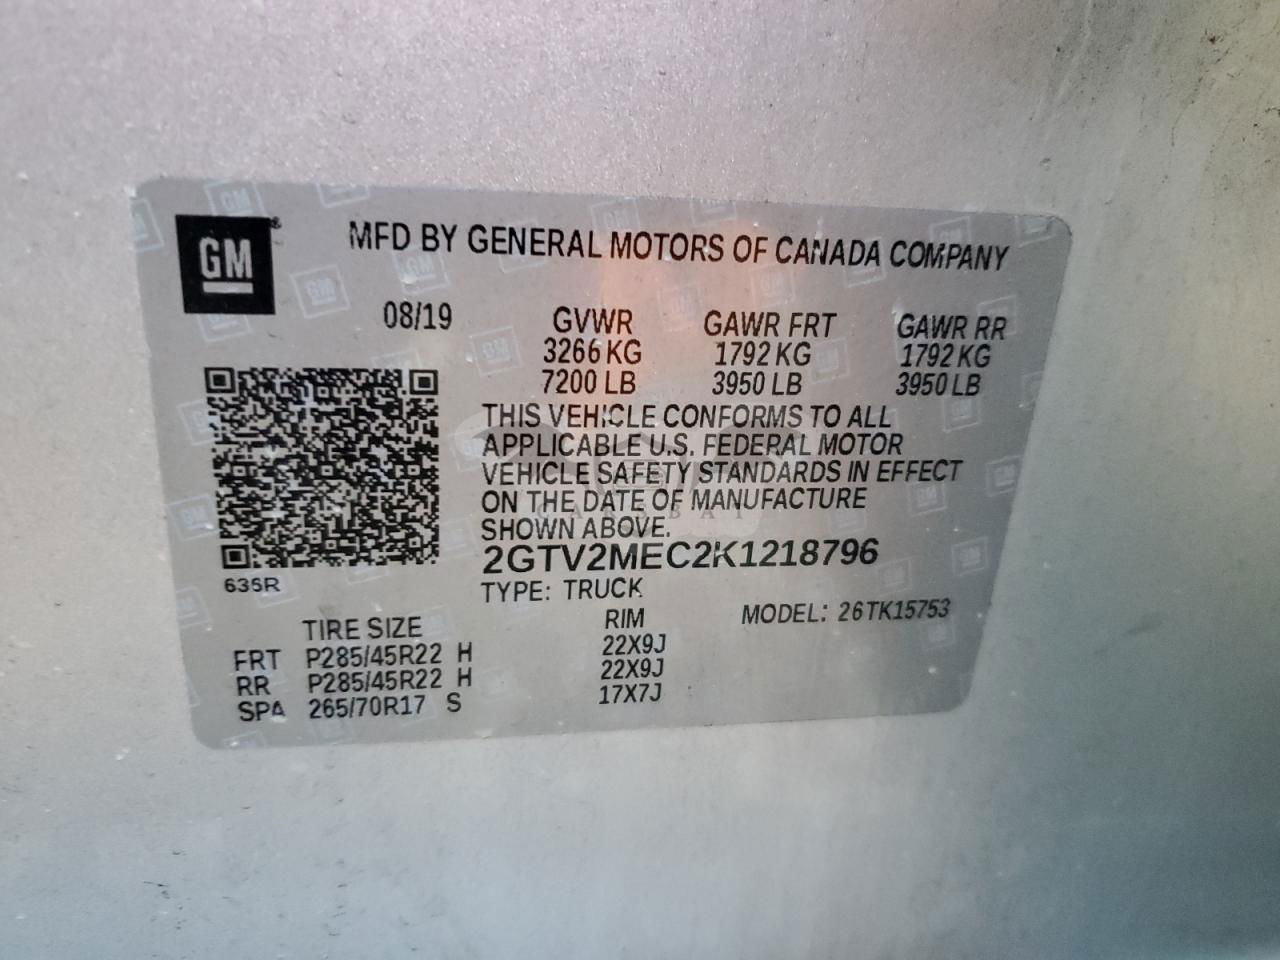 GM
MFD BY GENERAL MOTORS OF CANADA COMPANY
08/19 GVWR GAWR FRT GAWR RR
3266 KG 1792 KG 1792 KG
7200 LB 3950 LB 3950 LB
THIS VEHICLE CONFORMS TO ALL
APPLICABLE U.S. FEDERAL MOTOR
VEHICLE SAFETY STANDARDS IN EFFECT
ON THE DATE OF MANUFACTURE
SHOWN ABOVE.
2GTV2MEC2K1218796
635R
TYPE: TRUCK
MODEL: 26TK15753
TIRE SIZE RIM
FRT P285/45R22 H 22X9J
RR P285/45R22 H 22X9J
SPA 265/70R17 S 17X7J